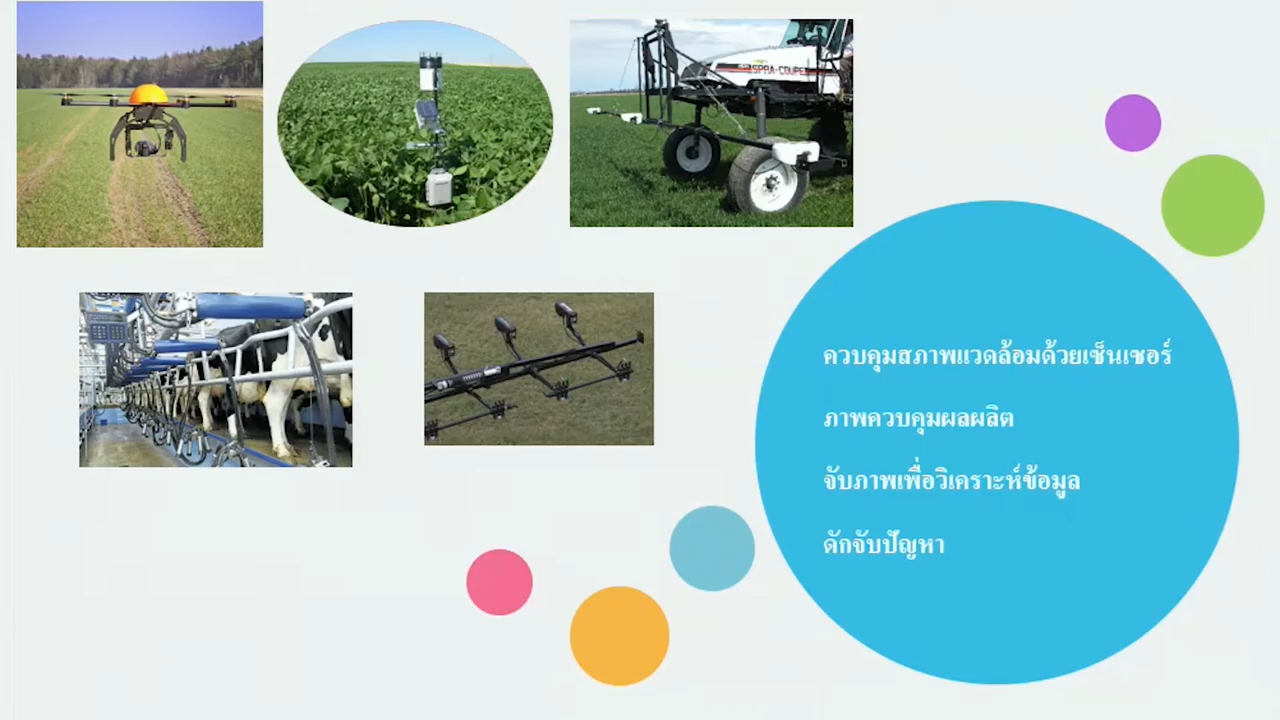 SPRA-COUPE
ควบคุมสภาพแวดล้อมด้วยเซ็นเซอร์
ภาพควบคุมผลผลิต
จับภาพเพื่อวิเคราะห์ข้อมูล
ดักจับปัญหา